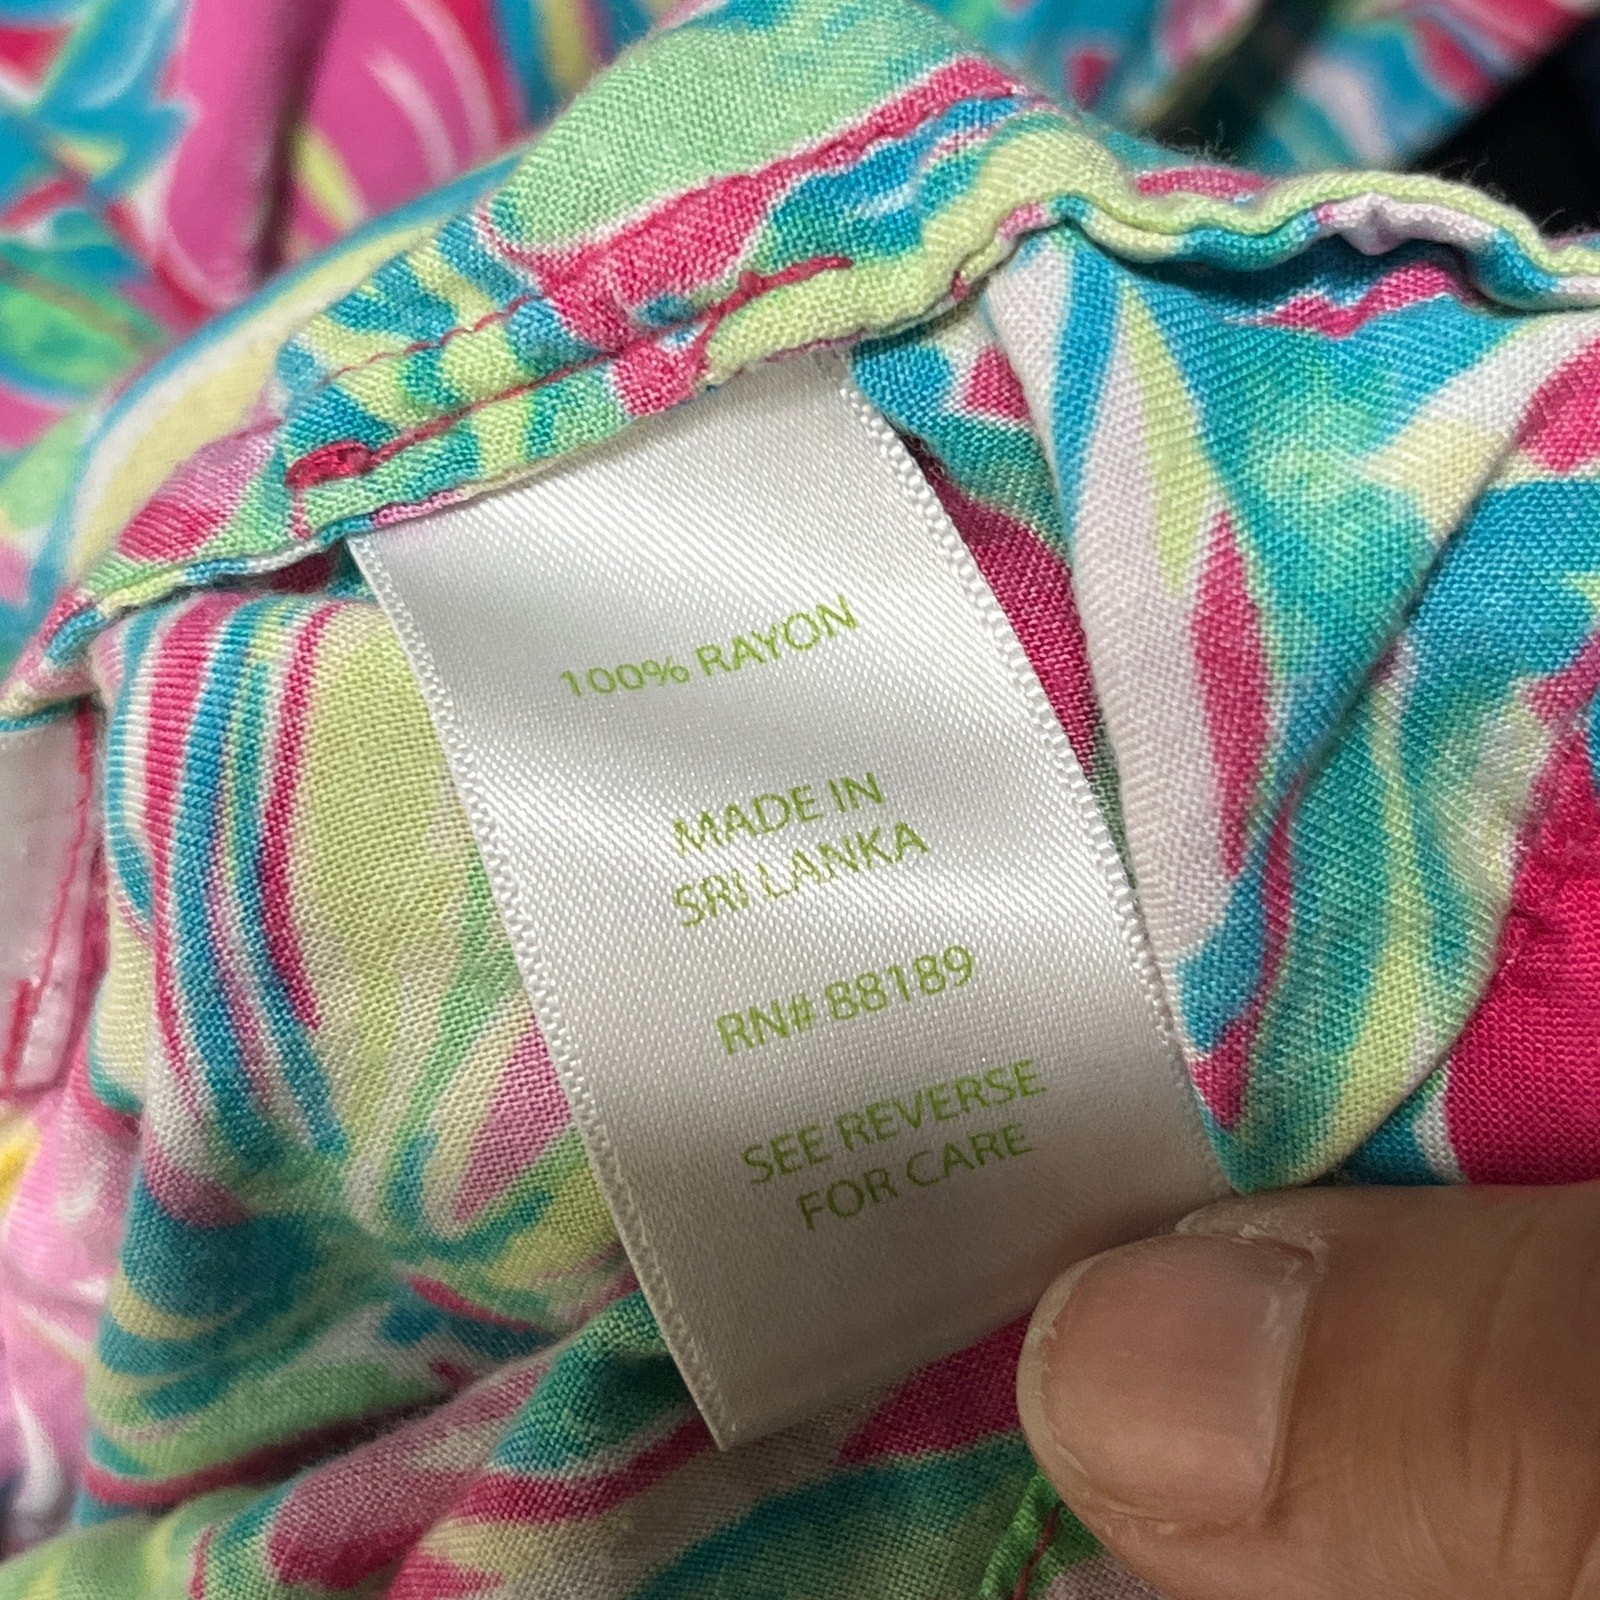 100% RAYON
MADE IN
SRI LANKA
RN# 88189
SEE REVERSE
FOR CARE